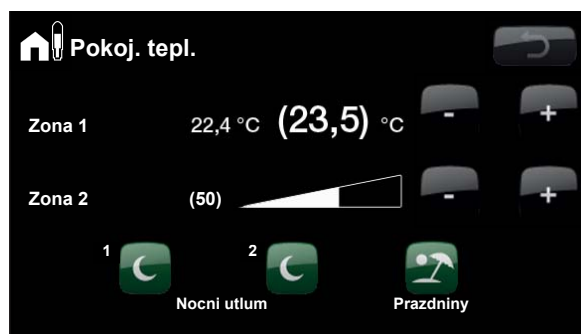 Pokoj. tepl.
Zona 1 22,4 °C (23,5) °C - +
Zona 2 (50) - +
1 2
Nocni utlum Prazdniny